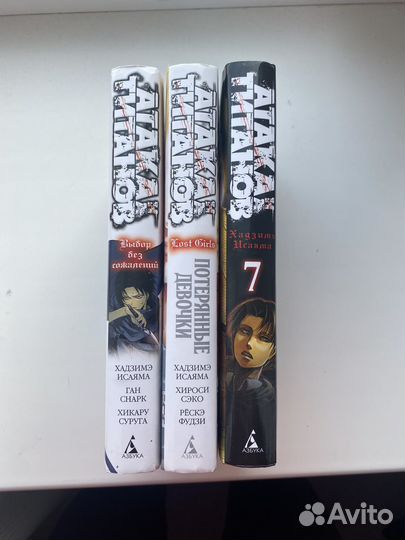 АТАКА
ТИТАНОВ
Выбор
без
сожалений
ХАДЗИМЭ
ИСАЯМА
ГАН
СНАРК
ХИКАРУ
СУРУГА
АЗБУКА
АТАКА
ТИТАНОВ
Lost Girls
ПОТЕРЯННЫЕ
ДЕВОЧКИ
ХАДЗИМЭ
ИСАЯМА
ХИРОСИ
СЭКО
РЁСКЭ
ФУДЗИ
АЗБУКА
АТАКА
ТИТАНОВ
Хадзимэ
Исаяма
7
АЗБУКА
Avito